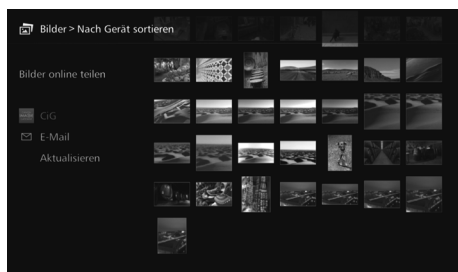 Bilder > Nach Gerät sortieren
Bilder online teilen
CiG
E-Mail
Aktualisieren